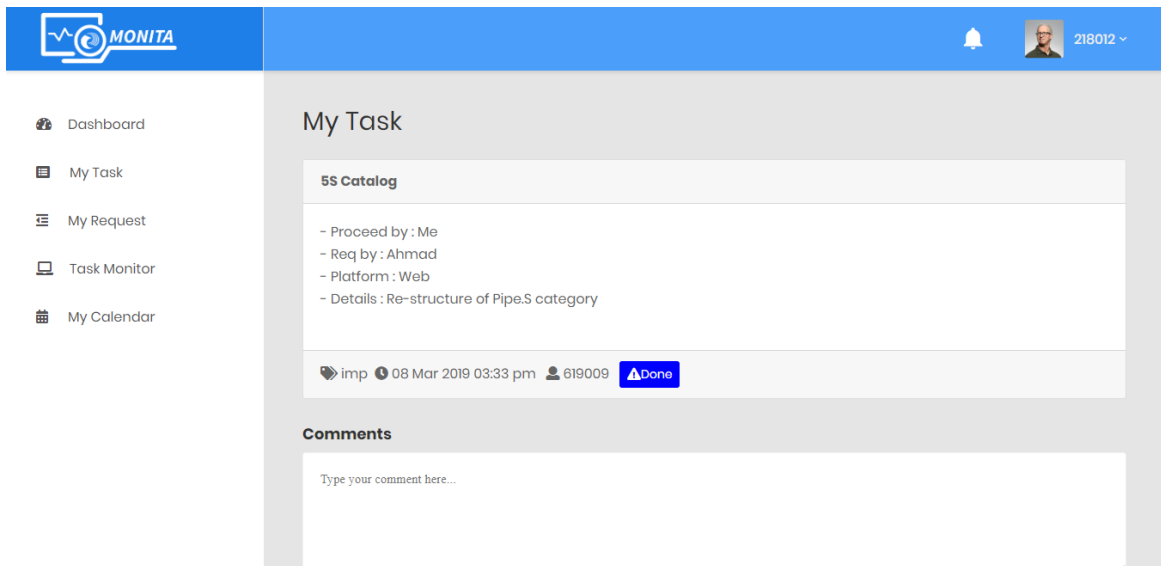 MONITA
218012
Dashboard
My Task
My Request
Task Monitor
My Calendar
My Task
5S Catalog
- Proceed by : Me
- Req by : Ahmad
- Platform : Web
- Details : Re-structure of Pipe.S category
imp 08 Mar 2019 03:33 pm 619009 Done
Comments
Type your comment here...